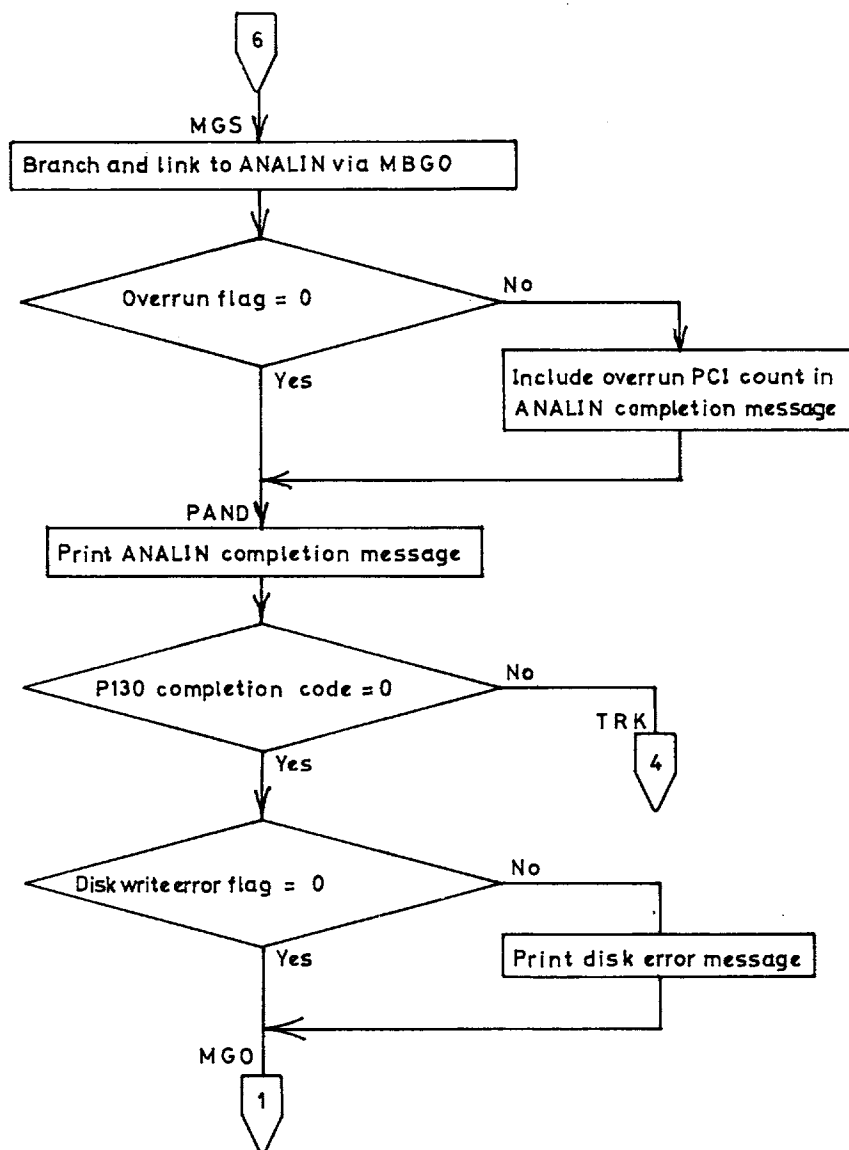 6
MGS
Branch and link to ANALIN via MBGO
Overrun flag = 0
No
Yes
Include overrun PCI count in
ANALIN completion message
PAND
Print ANALIN completion message
P130 completion code = 0
No
TRK
4
Yes
Disk write error flag = 0
No
Yes
Print disk error message
MGO
1